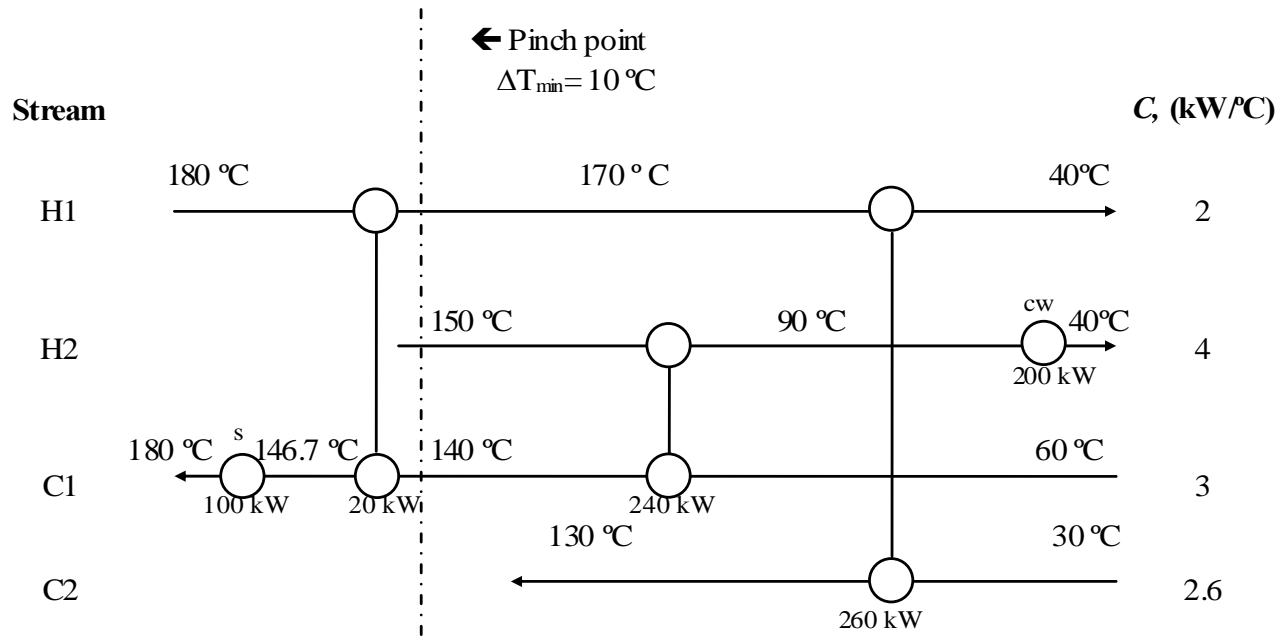 🡸 Pinch point
ΔTmin= 10 ºC
Stream C, (kW/ºC)
180 ºC 170 º C 40ºC
H1 2
150 ºC 90 ºC cw 40ºC
H2 4
200 kW
180 ºC s 146.7 ºC 140 ºC 60 ºC
C1 3
100 kW 20 kW 240 kW
130 ºC 30 ºC
C2 2.6
260 kW